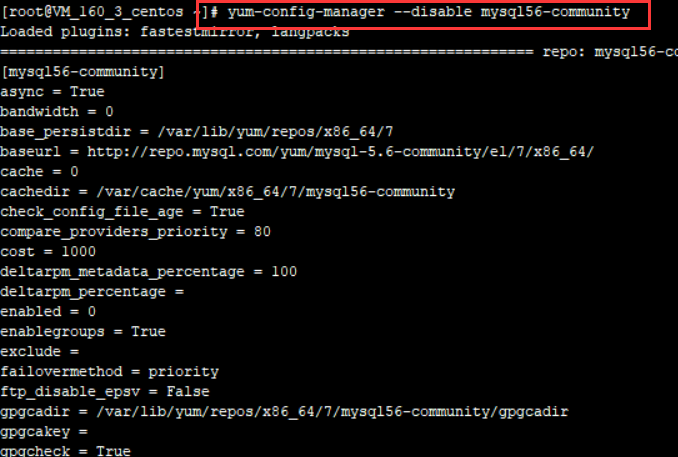 [root@VM_160_3_centos ~]# yum-config-manager --disable mysql56-community
Loaded plugins: fastestmirror, langpacks
================================================================ repo: mysql56-co
[mysql56-community]
async = True
bandwidth = 0
base_persistdir = /var/lib/yum/repos/x86_64/7
baseurl = http://repo.mysql.com/yum/mysql-5.6-community/el/7/x86_64/
cache = 0
cachedir = /var/cache/yum/x86_64/7/mysql56-community
check_config_file_age = True
compare_providers_priority = 80
cost = 1000
deltarpm_metadata_percentage = 100
deltarpm_percentage =
enabled = 0
enablegroups = True
exclude =
failovermethod = priority
ftp_disable_epsv = False
gpgcadir = /var/lib/yum/repos/x86_64/7/mysql56-community/gpgcadir
gpgcakey =
gpgcheck = True